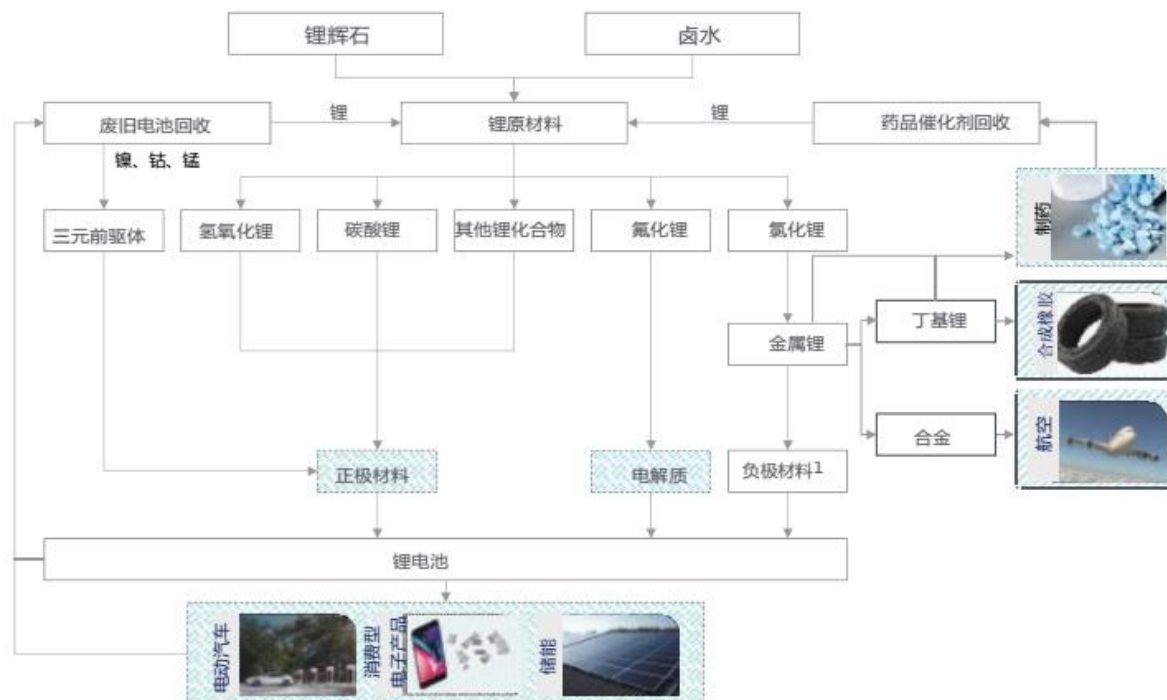 锂辉石
卤水
废旧电池回收
锂
锂原材料
锂
药品催化剂回收
镍、钴、锰
制药
三元前驱体
氢氧化锂
碳酸锂
其他锂化合物
氟化锂
氯化锂
丁基锂
合成橡胶
金属锂
合金
航空
正极材料
电解质
负极材料1
锂电池
电动汽车
消费型
电子产品
储能